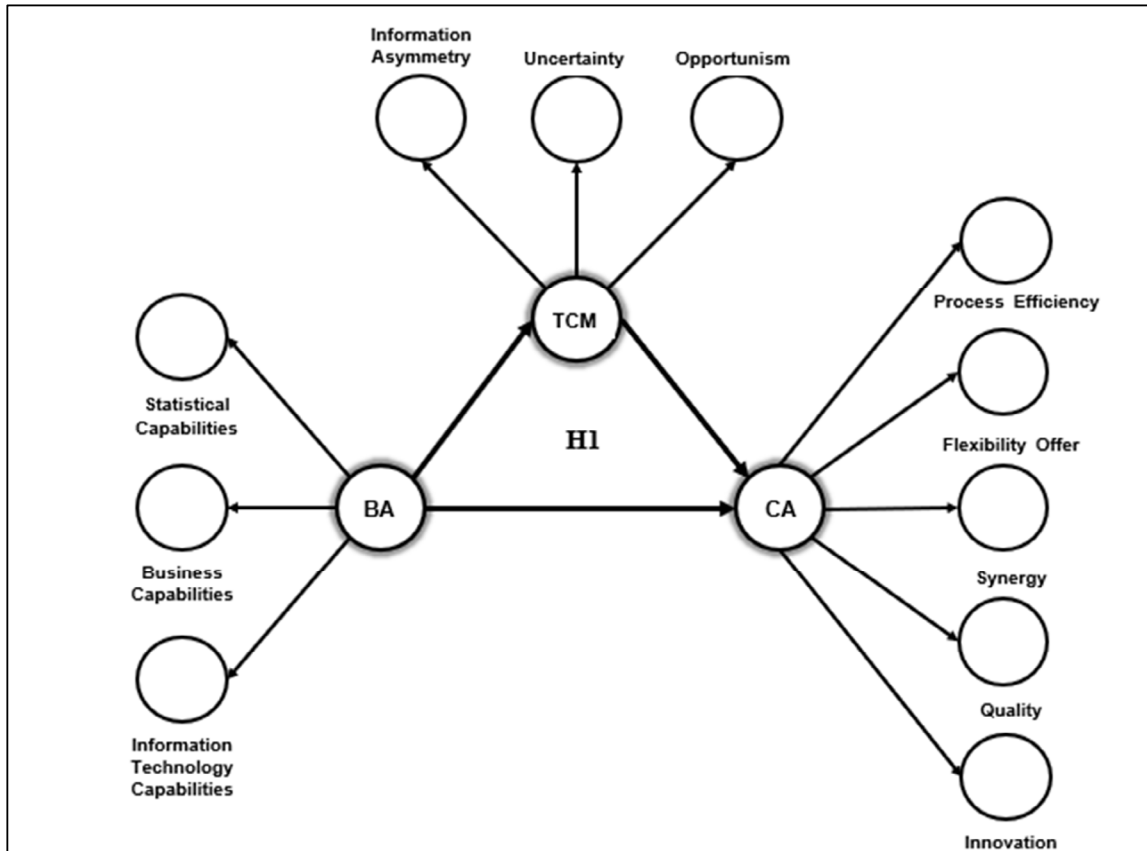 Information
Asymmetry
Uncertainty
Opportunism
TCM
Process Efficiency
Statistical
Capabilities
H1
Flexibility Offer
BA
CA
Business
Capabilities
Synergy
Quality
Information
Technology
Capabilities
Innovation